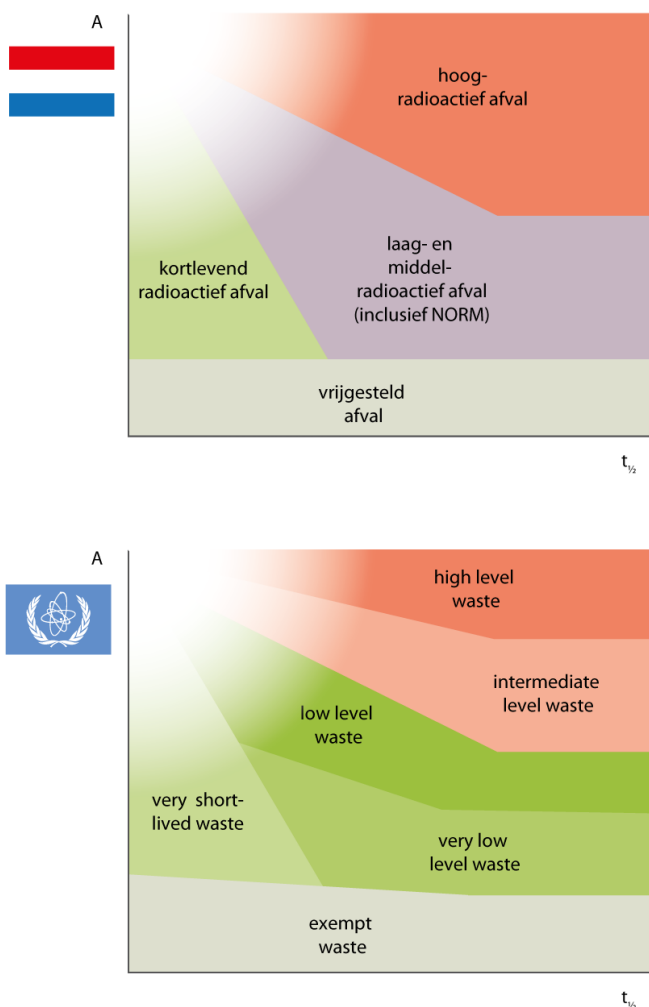 A
hoog-
radioactief afval
laag- en
middel-
radioactief afval
(inclusief NORM)
kortlevend
radioactief afval
vrijgesteld
afval
t½
A
high level
waste
intermediate
level waste
low level
waste
very short-
lived waste
very low
level waste
exempt
waste
t½